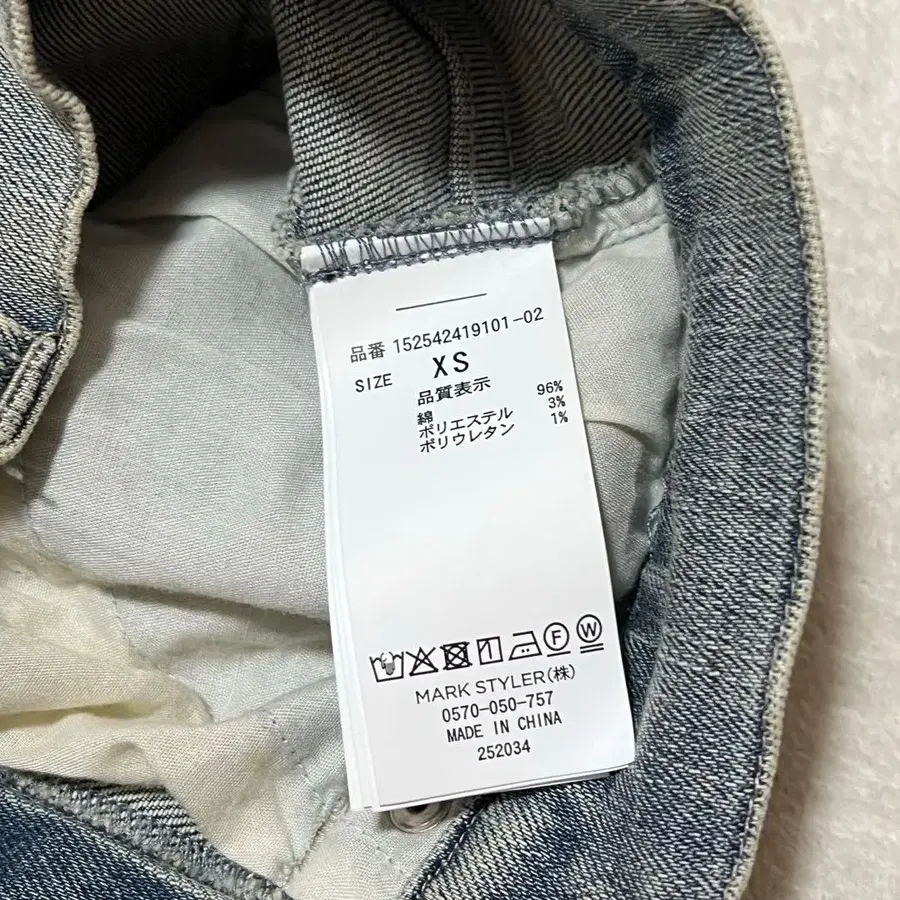 品番 152542419101-02
SIZE XS
品質表示
綿 96%
ポリエステル 3%
ポリウレタン 1%
F W
MARK STYLER(株)
0570-050-757
MADE IN CHINA
252034